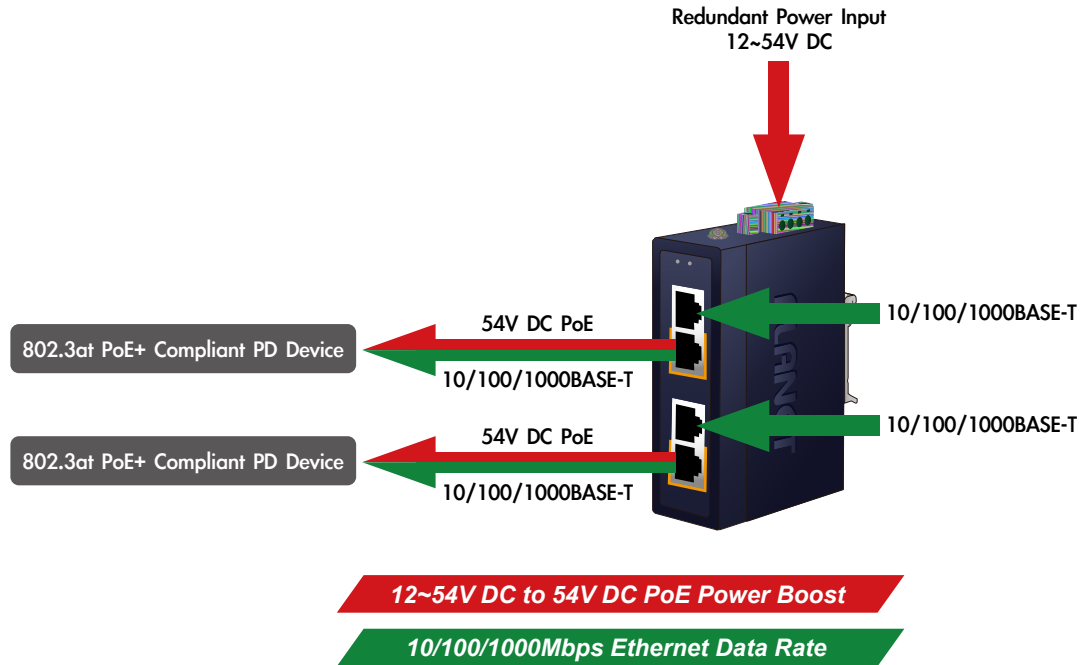 Redundant Power Input
12~54V DC
10/100/1000BASE-T
54V DC PoE
802.3at PoE+ Compliant PD Device
10/100/1000BASE-T
10/100/1000BASE-T
54V DC PoE
802.3at PoE+ Compliant PD Device
10/100/1000BASE-T
12~54V DC to 54V DC PoE Power Boost
10/100/1000Mbps Ethernet Data Rate